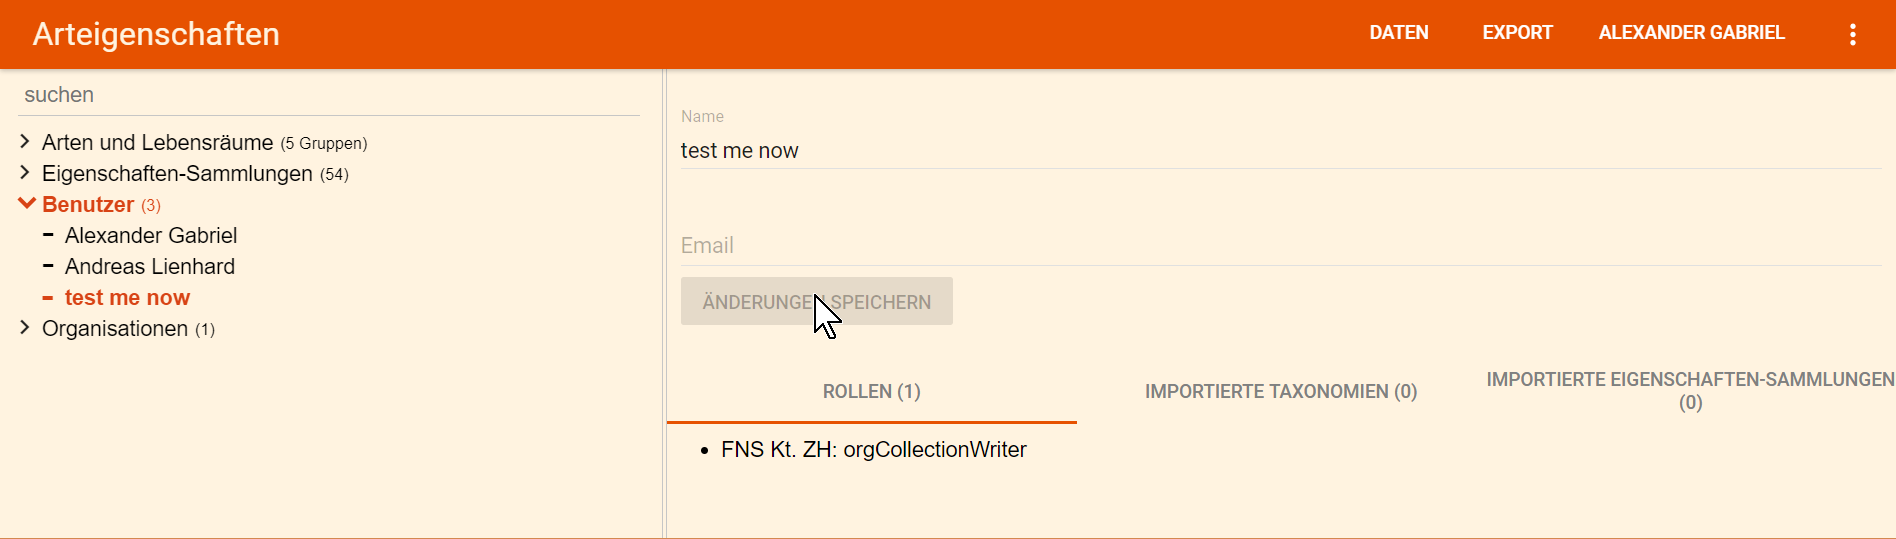 Arteigenschaften
DATEN
EXPORT
ALEXANDER GABRIEL
suchen
Arten und Lebensräume (5 Gruppen)
Eigenschaften-Sammlungen (54)
Benutzer (3)
Alexander Gabriel
Andreas Lienhard
test me now
Organisationen (1)
Name
test me now
Email
ÄNDERUNGEN SPEICHERN
ROLLEN (1)
IMPORTIERTE TAXONOMIEN (0)
IMPORTIERTE EIGENSCHAFTEN-SAMMLUNGEN
(0)
FNS Kt. ZH: orgCollectionWriter